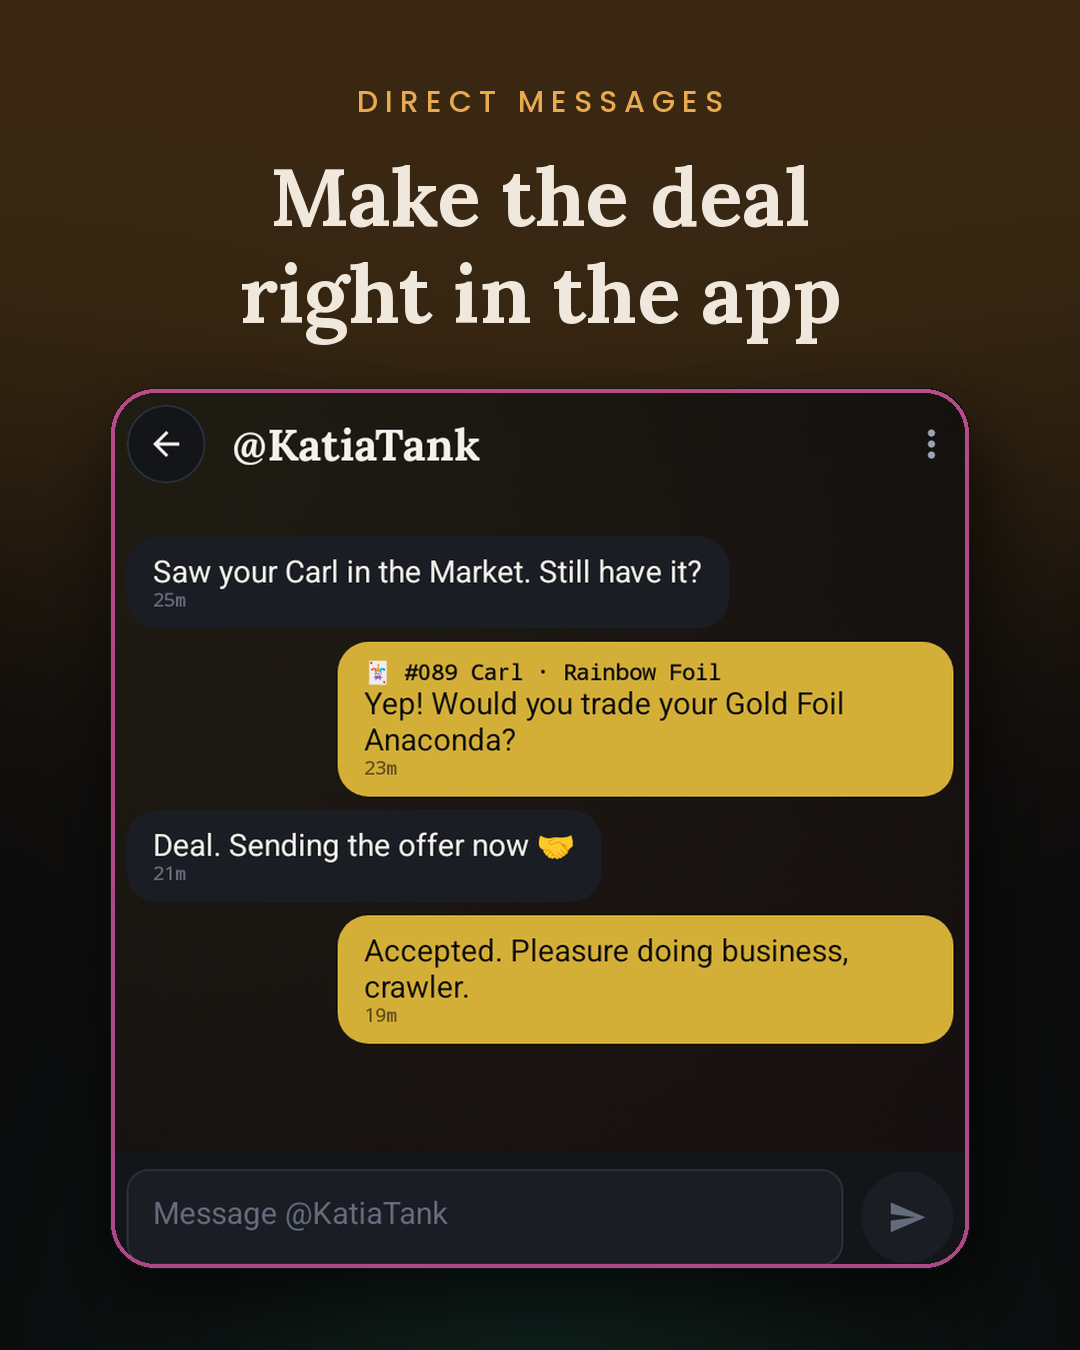 DIRECT MESSAGES
Make the deal
right in the app
@KatiaTank
Saw your Carl in the Market. Still have it?
25m
🃏 #089 Carl · Rainbow Foil
Yep! Would you trade your Gold Foil
Anaconda?
23m
Deal. Sending the offer now 🤝
21m
Accepted. Pleasure doing business,
crawler.
19m
Message @KatiaTank